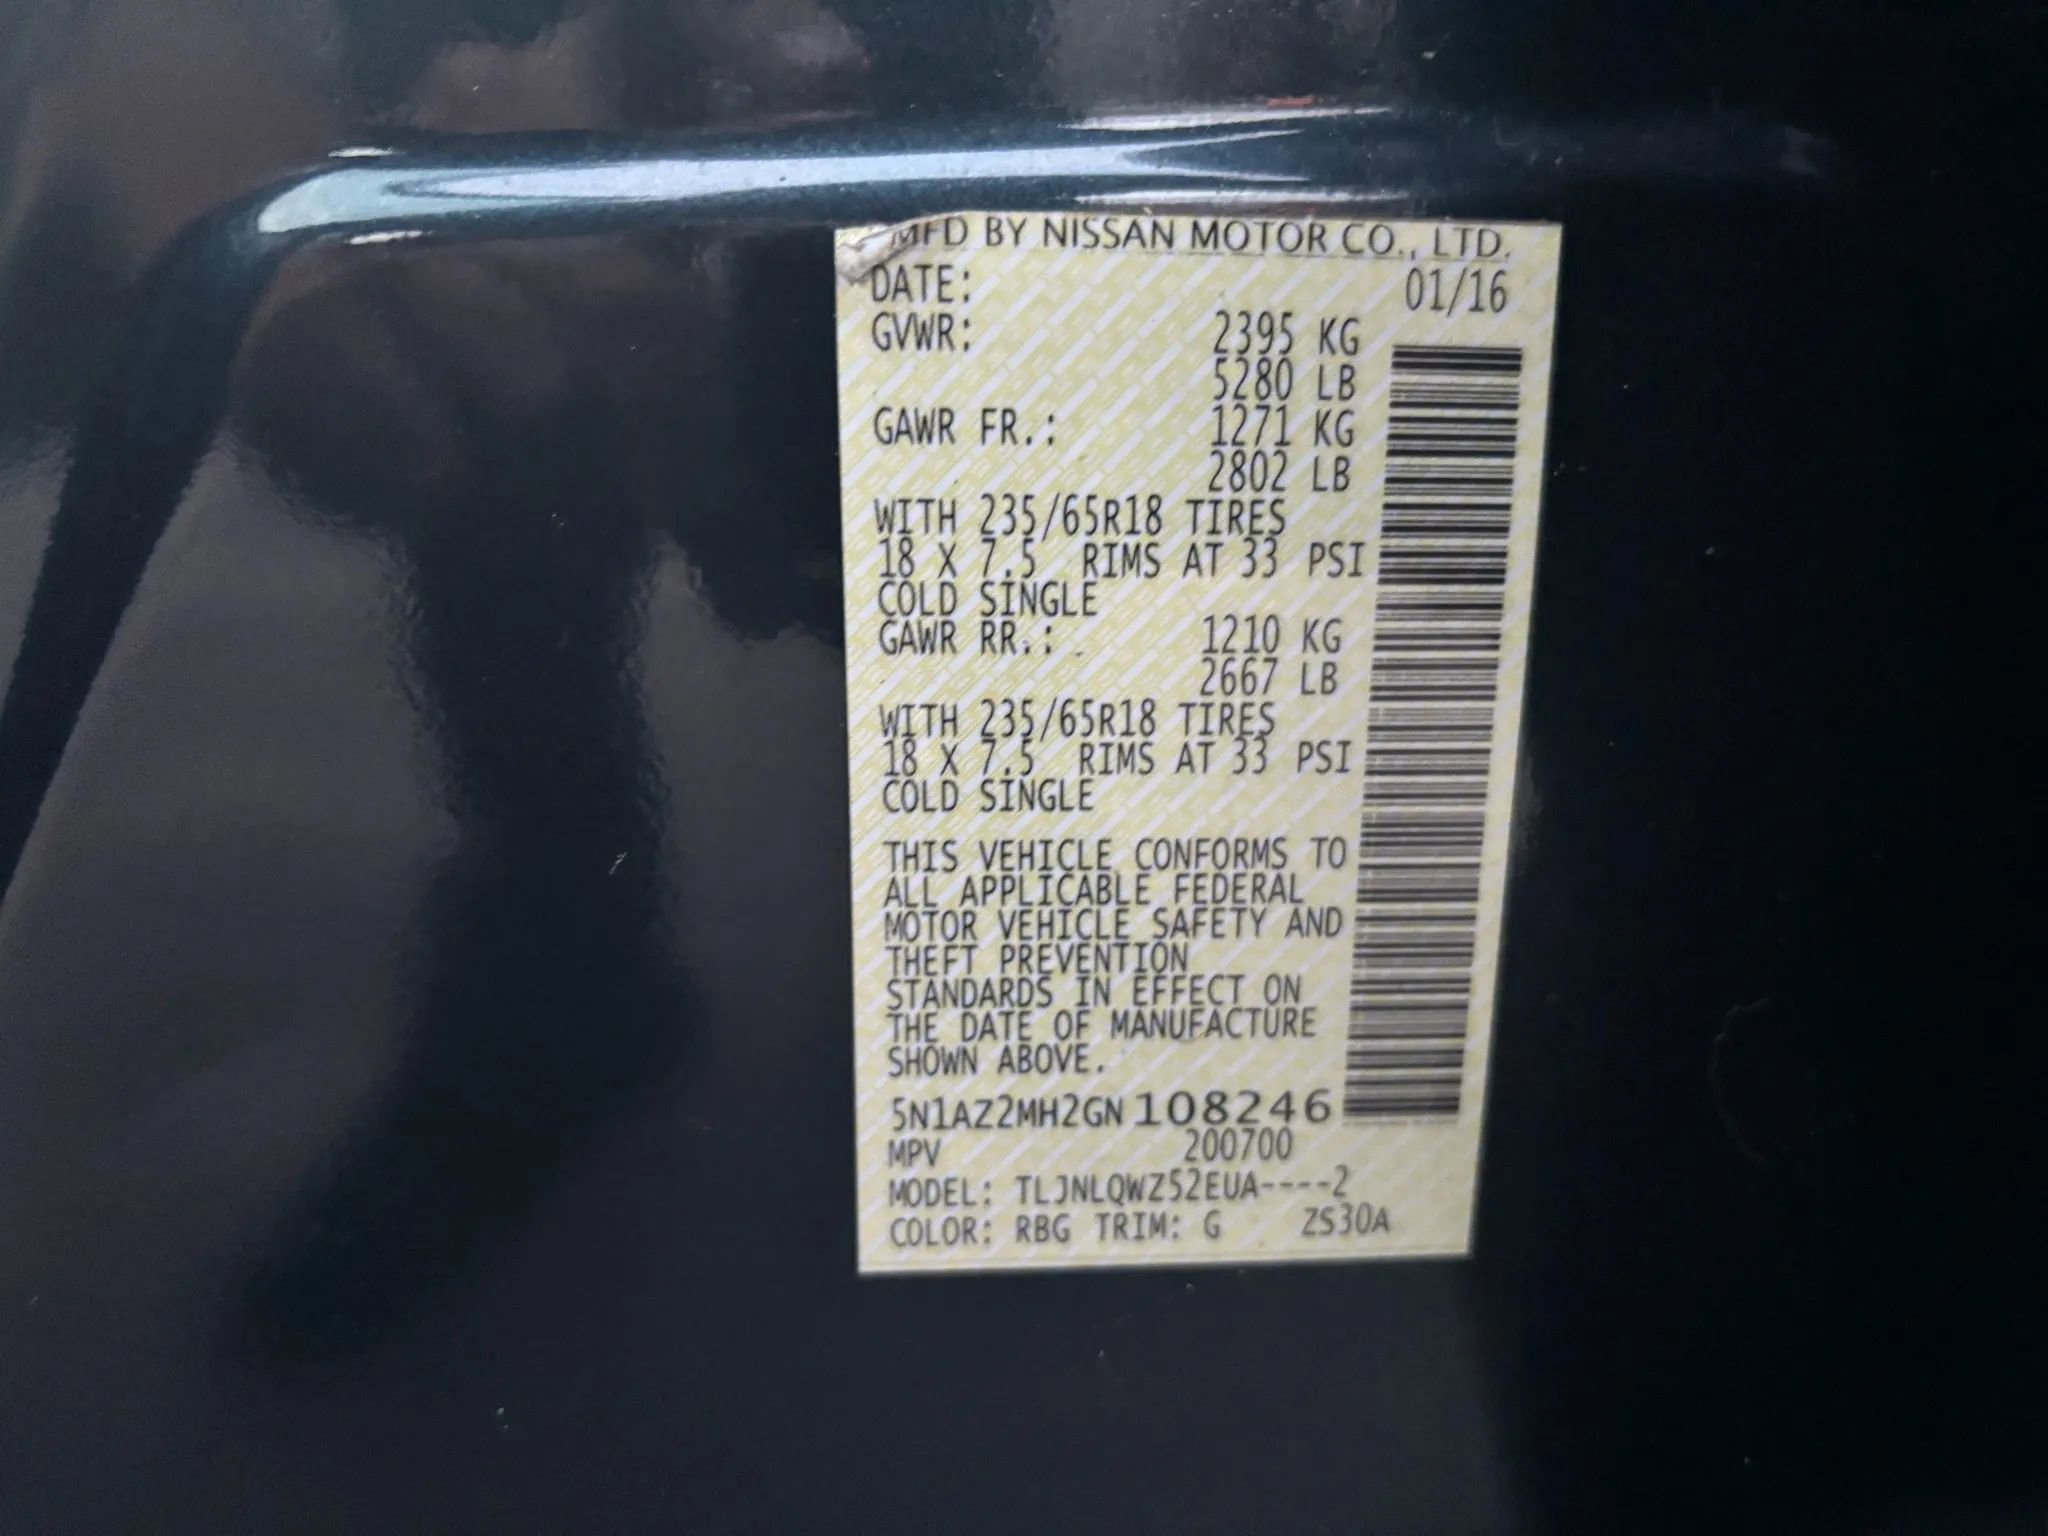 MFD BY NISSAN MOTOR CO., LTD.
DATE: 01/16
GVWR: 2395 KG
5280 LB
GAWR FR.: 1271 KG
2802 LB
WITH 235/65R18 TIRES
18 X 7.5 RIMS AT 33 PSI
COLD SINGLE
GAWR RR.: 1210 KG
2667 LB
WITH 235/65R18 TIRES
18 X 7.5 RIMS AT 33 PSI
COLD SINGLE
THIS VEHICLE CONFORMS TO
ALL APPLICABLE FEDERAL
MOTOR VEHICLE SAFETY AND
THEFT PREVENTION
STANDARDS IN EFFECT ON
THE DATE OF MANUFACTURE
SHOWN ABOVE.
5N1AZ2MH2GN108246
MPV 200700
MODEL: TLJNLQWZ52EUA----2
COLOR: RBG TRIM: G ZS30A